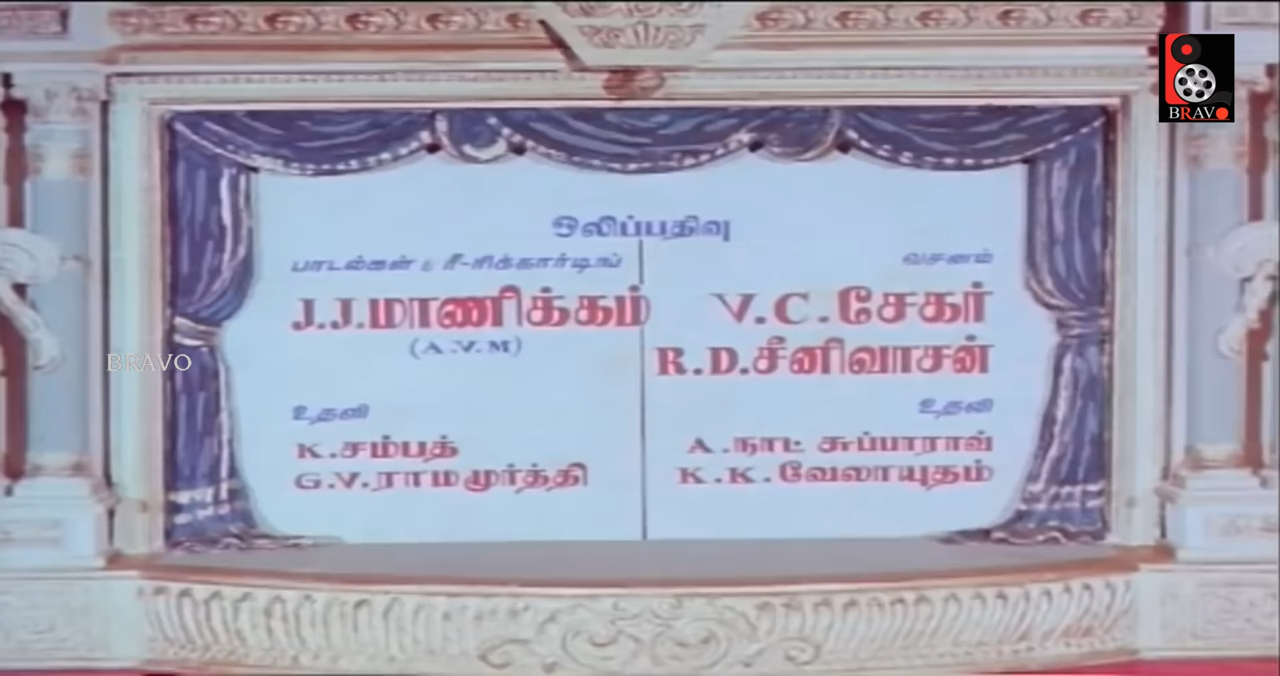 BRAVO
ஒலிப்பதிவு
பாடல்கள் & ரீ-ரிக்கார்டிங்
J.J.மாணிக்கம்
(A.V.M)
உதவி
K.சம்பத்
G.V.ராமமூர்த்தி
வசனம்
V.C.சேகர்
R.D.சீனிவாசன்
உதவி
A.நாட் சுப்பாராவ்
K.K.வேலாயுதம்
BRAVO